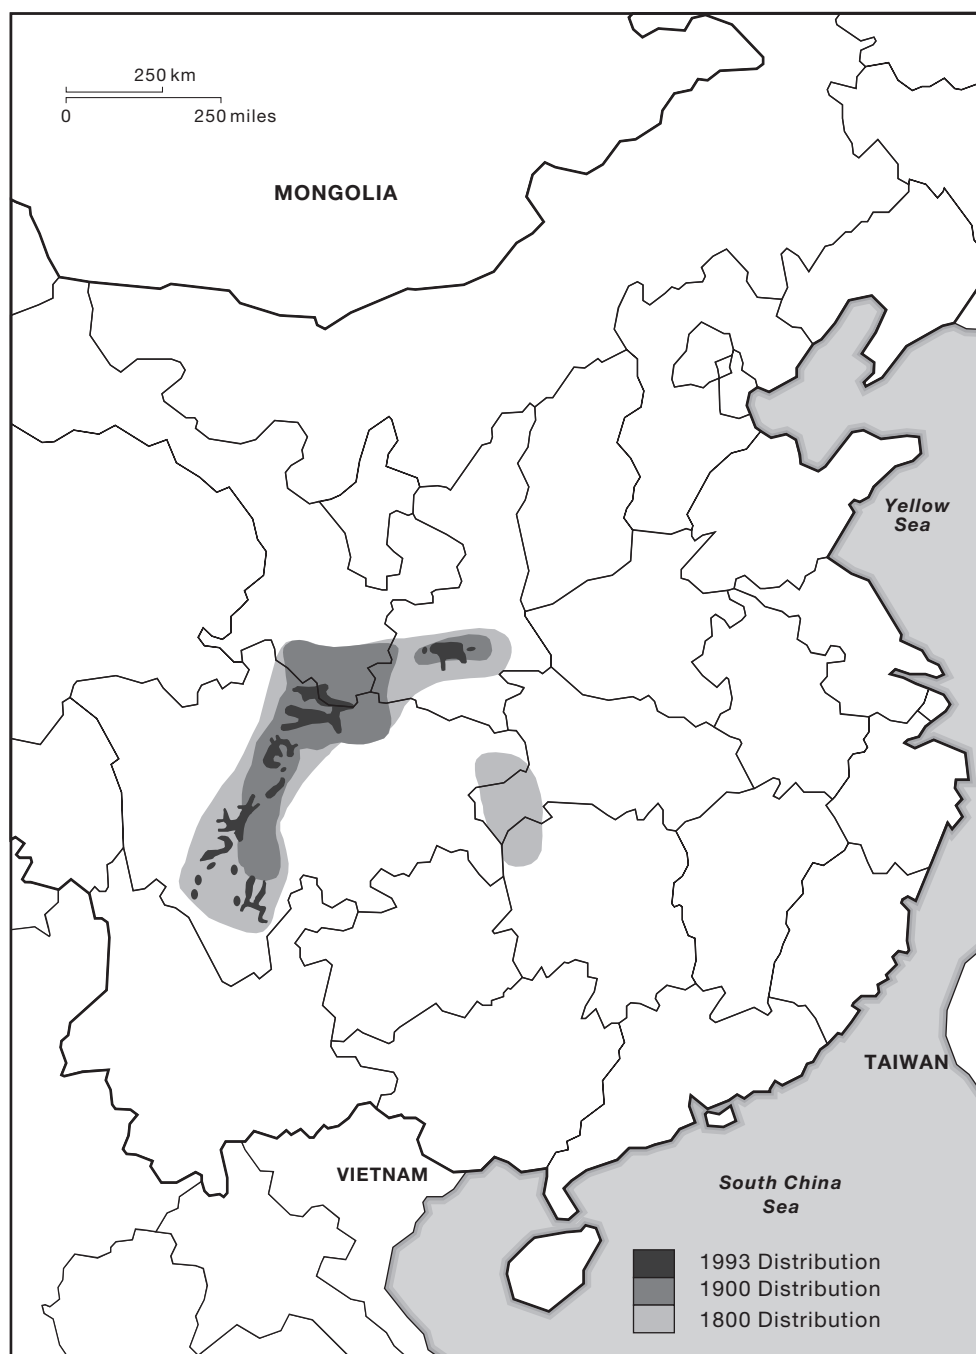 250 km
0
250 miles
MONGOLIA
Yellow
Sea
TAIWAN
VIETNAM
South China
Sea
1993 Distribution
1900 Distribution
1800 Distribution